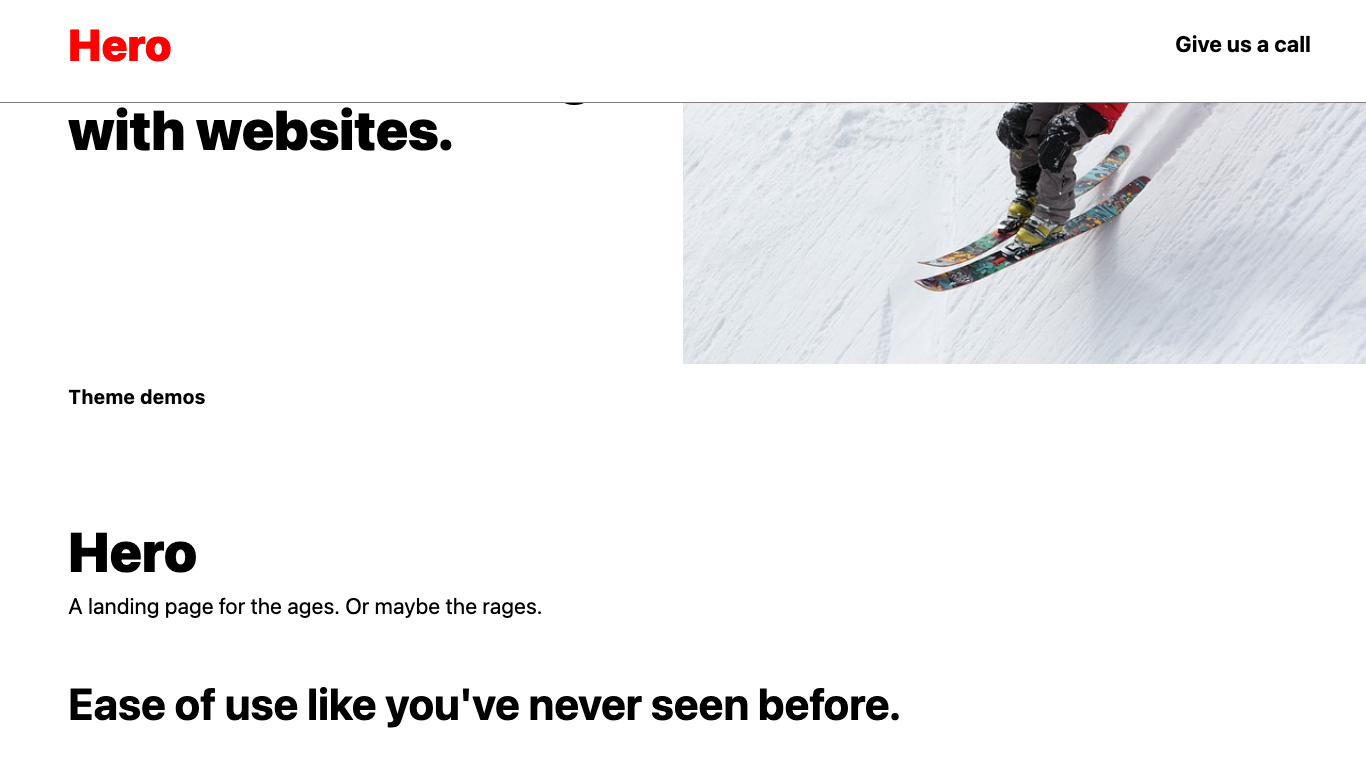 Hero
Give us a call
with websites.
Theme demos
Hero
A landing page for the ages. Or maybe the rages.
Ease of use like you've never seen before.